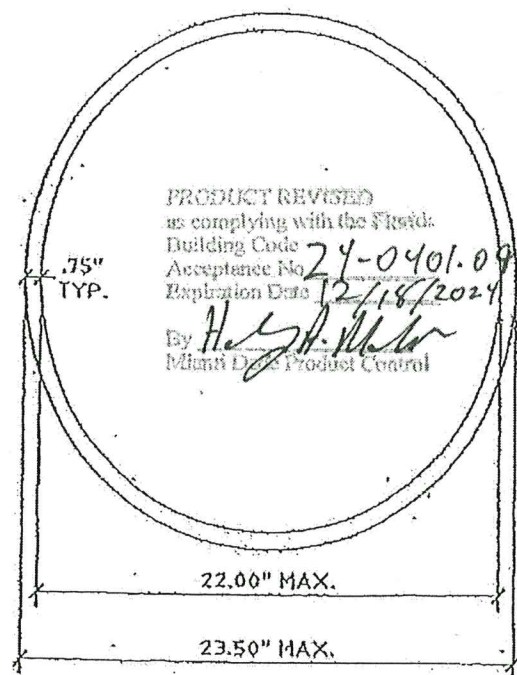 PRODUCT REVISED
as complying with the Florida
Building Code
Acceptance No 24-0401.09
Expiration Date 12/18/2024
By
Miami Dade Product Control
.75"
TYP.
22.00" MAX.
23.50" MAX.